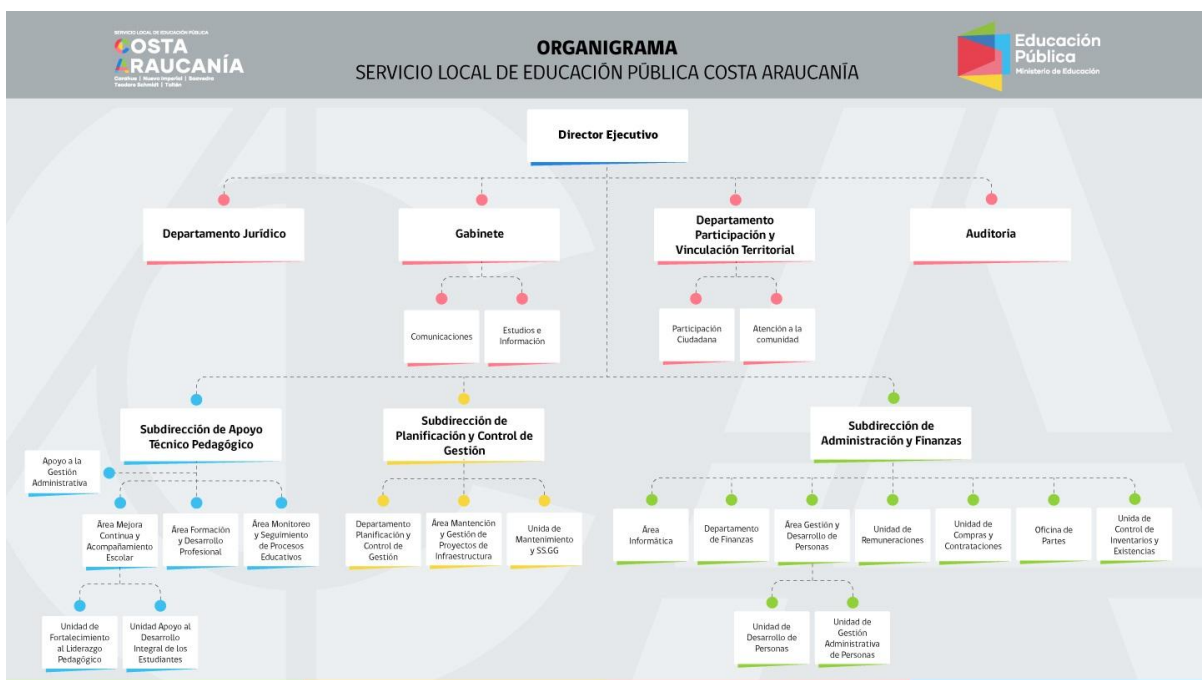 SERVICIO LOCAL DE EDUCACIÓN PÚBLICA
COSTA
ARAUCANÍA
Carahue | Nueva Imperial | Saavedra
Teodoro Schmidt | Toltén
ORGANIGRAMA
SERVICIO LOCAL DE EDUCACIÓN PÚBLICA COSTA ARAUCANÍA
Educación
Pública
Ministerio de Educación
Director Ejecutivo
Departamento Jurídico
Gabinete
Departamento
Participación y
Vinculación Territorial
Auditoria
Comunicaciones
Estudios e
Información
Participación
Ciudadana
Atención a la
comunidad
Subdirección de Apoyo
Técnico Pedagógico
Subdirección de
Planificación y Control de
Gestión
Subdirección de
Administración y Finanzas
Apoyo a la
Gestión
Administrativa
Área Mejora
Continua y
Acompañamiento
Escolar
Área Formación
y Desarrollo
Profesional
Área Monitoreo
y Seguimiento
de Procesos
Educativos
Departamento
Planificación y
Control de
Gestión
Área Mantención
y Gestión de
Proyectos de
Infraestructura
Unida de
Mantenimiento
y SS.GG
Área
Informática
Departamento
de Finanzas
Área Gestión y
Desarrollo de
Personas
Unidad de
Remuneraciones
Unidad de
Compras y
Contrataciones
Oficina de
Partes
Unida de
Control de
Inventarios y
Existencias
Unidad de
Fortalecimiento
al Liderazgo
Pedagógico
Unidad Apoyo al
Desarrollo
Integral de los
Estudiantes
Unidad de
Desarrollo de
Personas
Unidad de
Gestión
Administrativa
de Personas